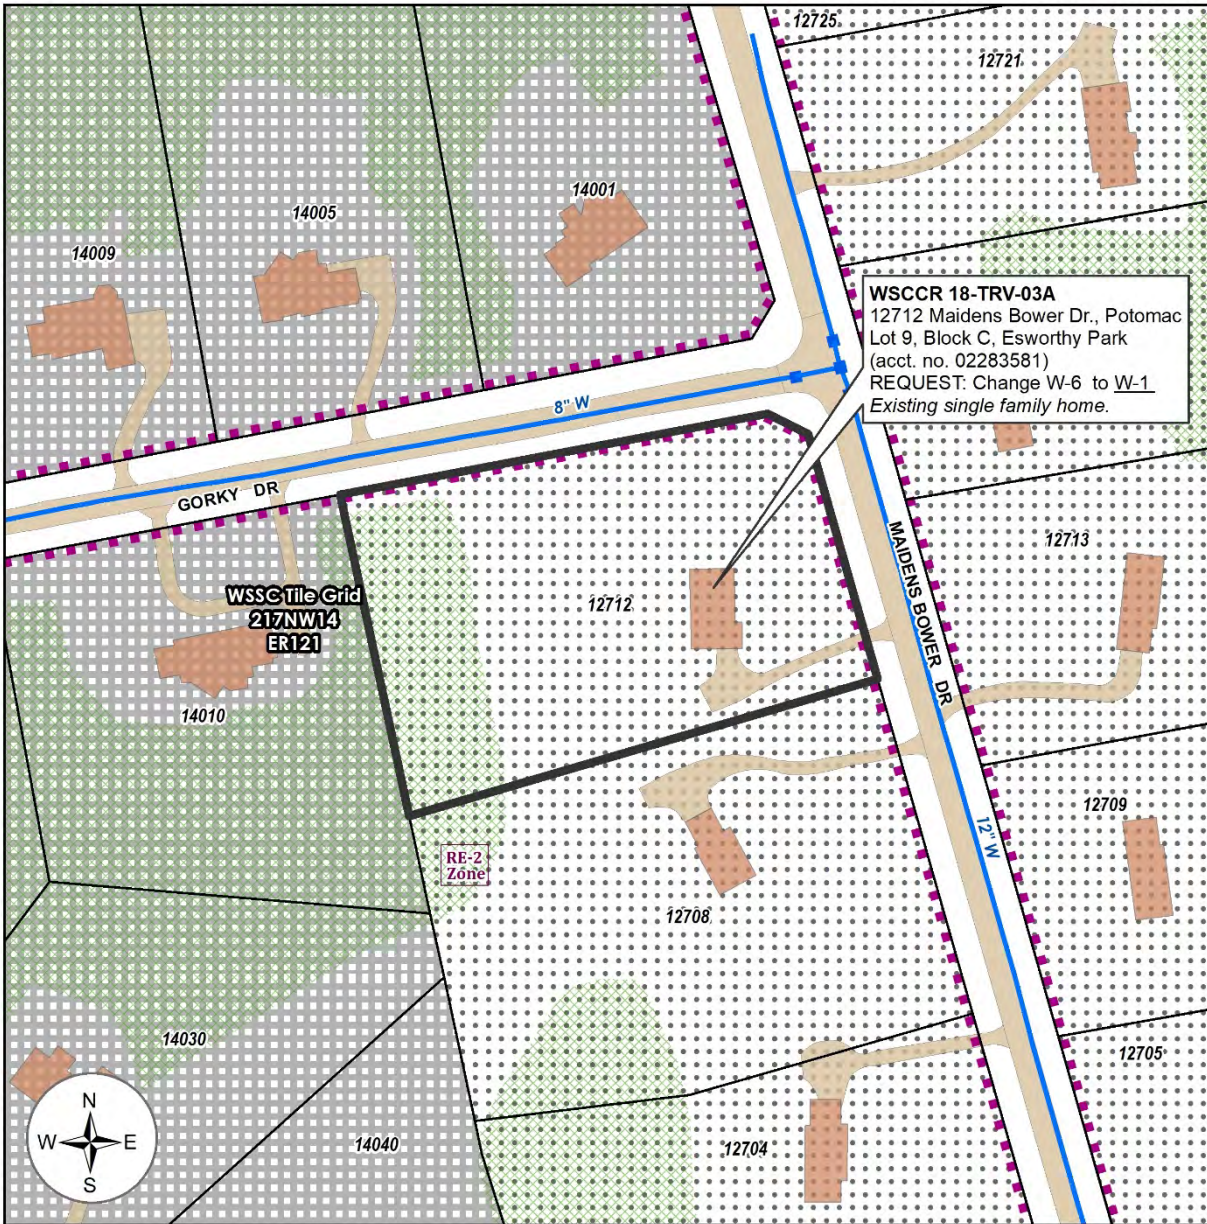 12725
12721
14001
14005
14009
WSCCR 18-TRV-03A
12712 Maidens Bower Dr., Potomac
Lot 9, Block C, Esworthy Park
(acct. no. 02283581)
REQUEST: Change W-6 to W-1
Existing single family home.
8" W
GORKY DR
MAIDENS BOWER DR
12713
WSSC Tile Grid
217NW14
ER121
12712
14010
12709
12" W
RE-2
Zone
12708
14030
12705
N
W E
S
14040
12704